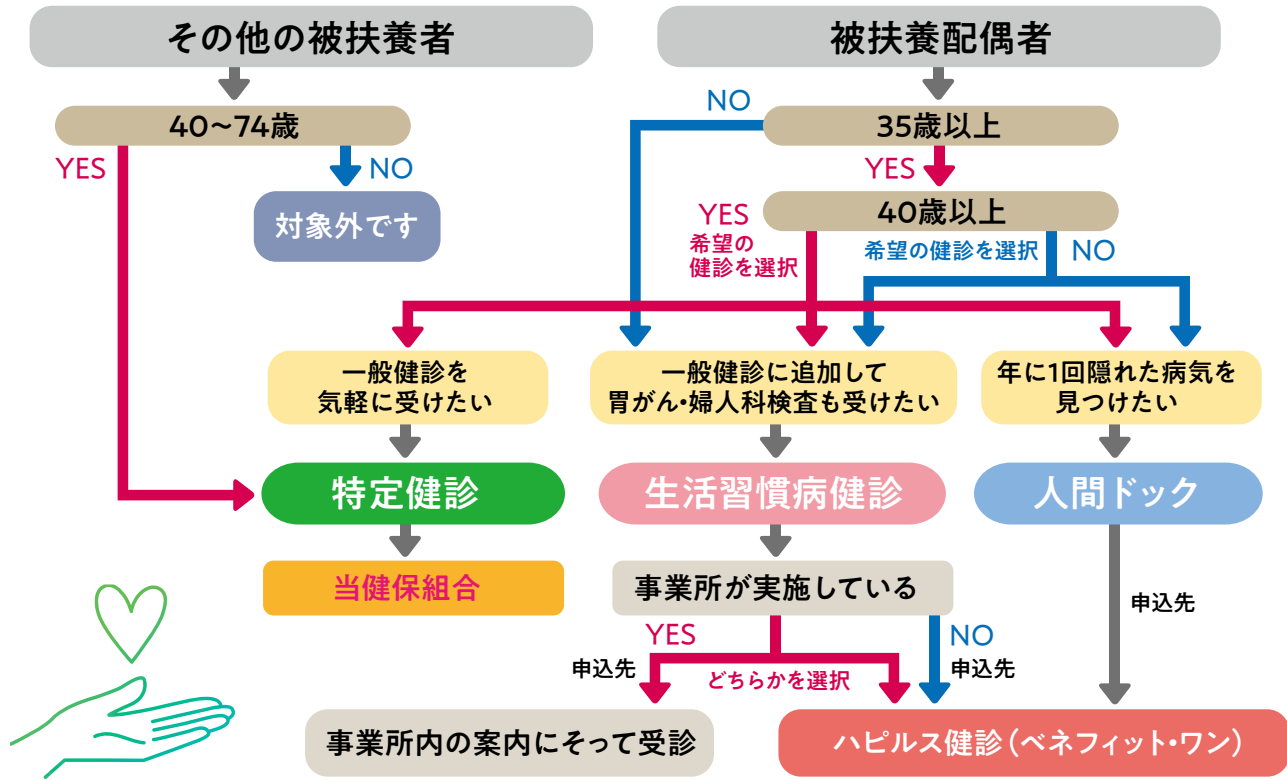 その他の被扶養者
被扶養配偶者
40〜74歳
YES
NO
対象外です
NO
35歳以上
YES
40歳以上
YES
希望の
健診を選択
希望の健診を選択
NO
一般健診を
気軽に受けたい
一般健診に追加して
胃がん・婦人科検査も受けたい
年に1回隠れた病気を
見つけたい
特定健診
生活習慣病健診
人間ドック
当健保組合
事業所が実施している
YES
NO
申込先
どちらかを選択
申込先
申込先
事業所内の案内にそって受診
ハピルス健診（ベネフィット・ワン）